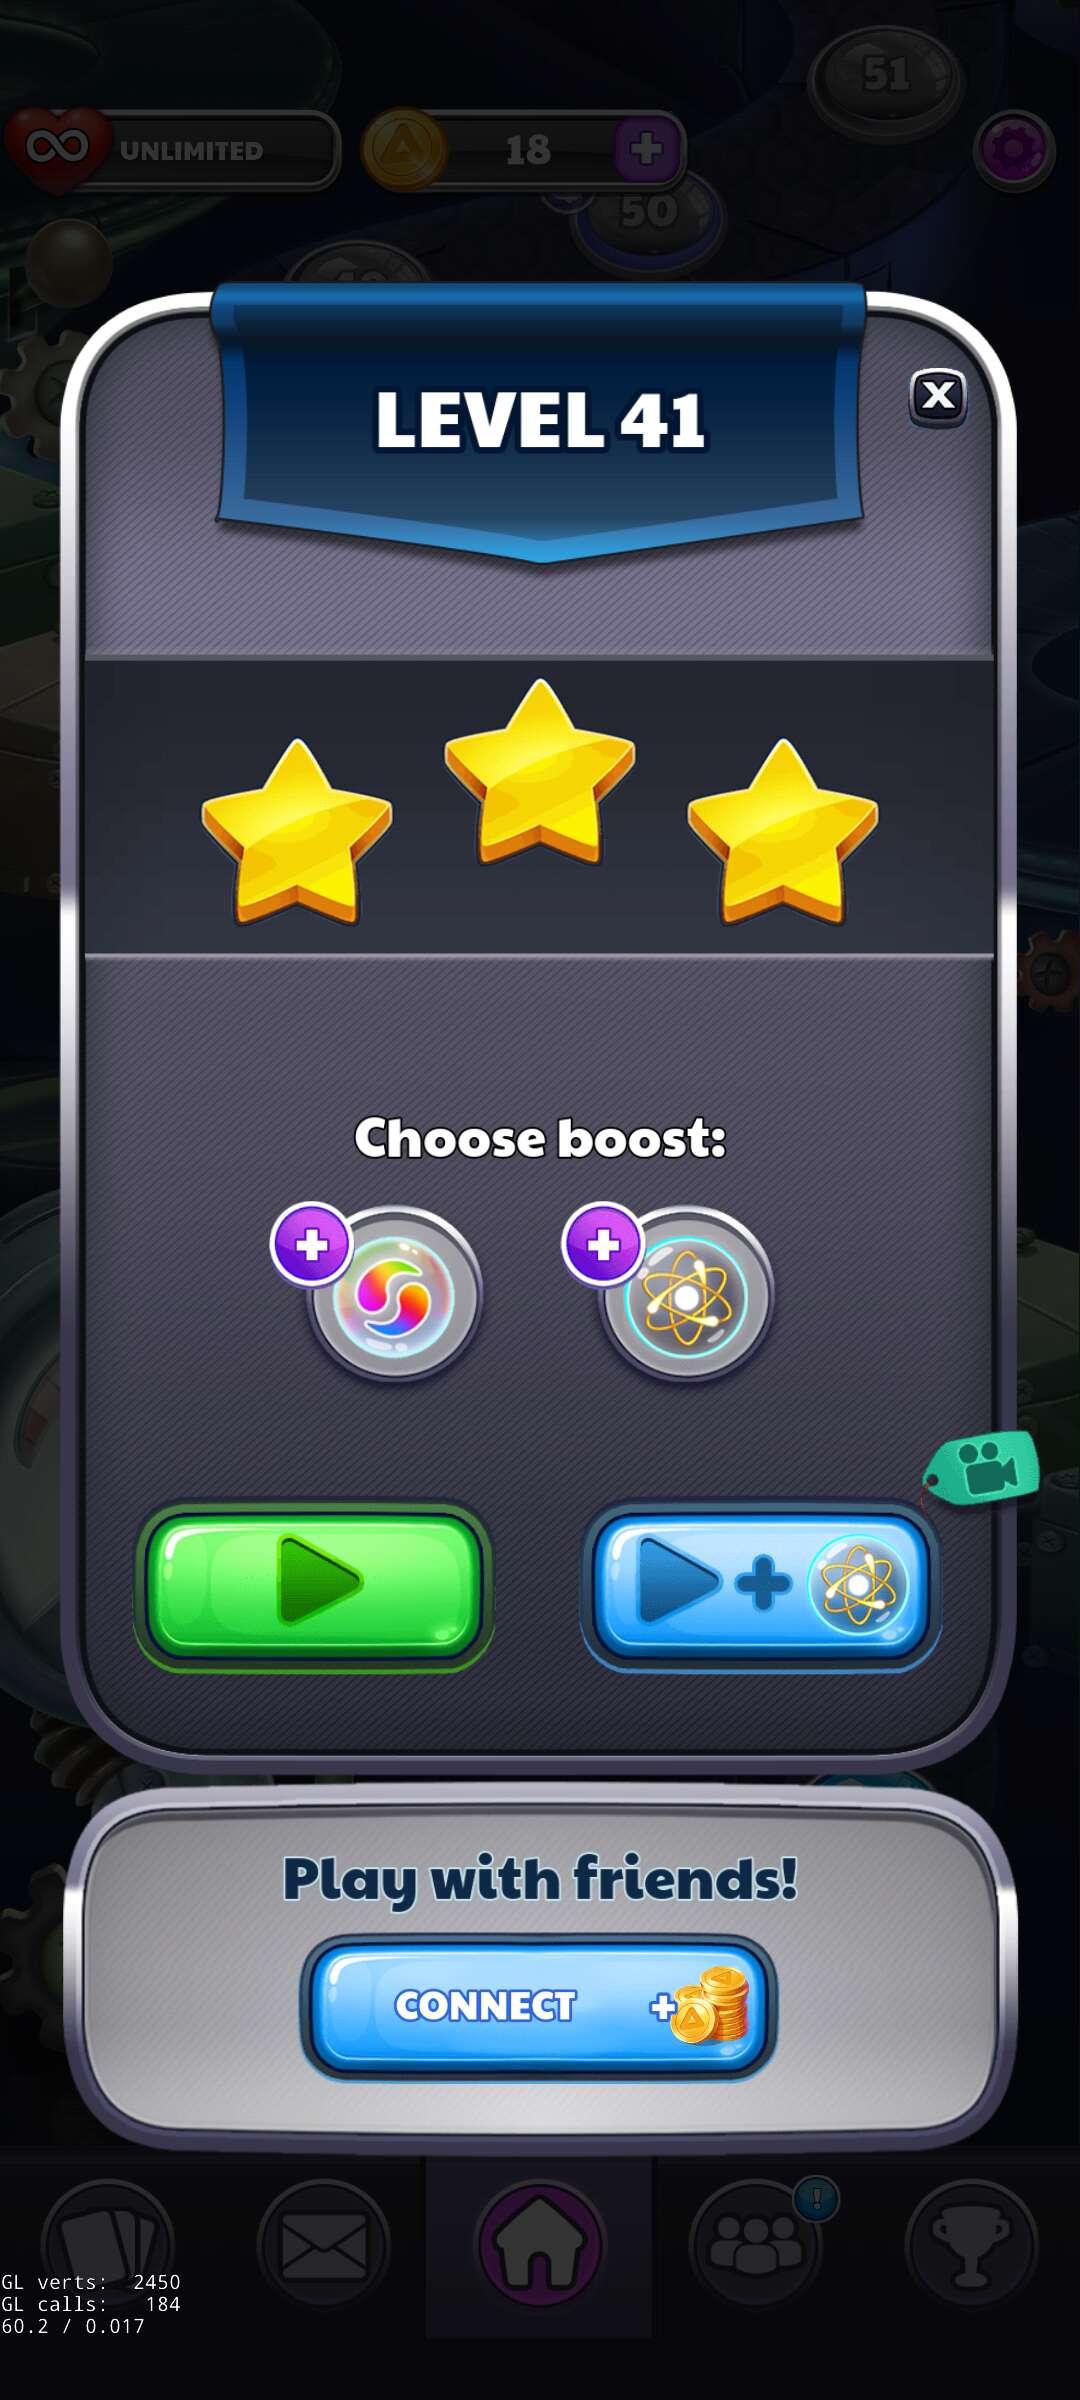 51
UNLIMITED
18
50
LEVEL 41
X
Choose boost:
Play with friends!
CONNECT +
!
GL verts: 2450
GL calls: 184
60.2 / 0.017